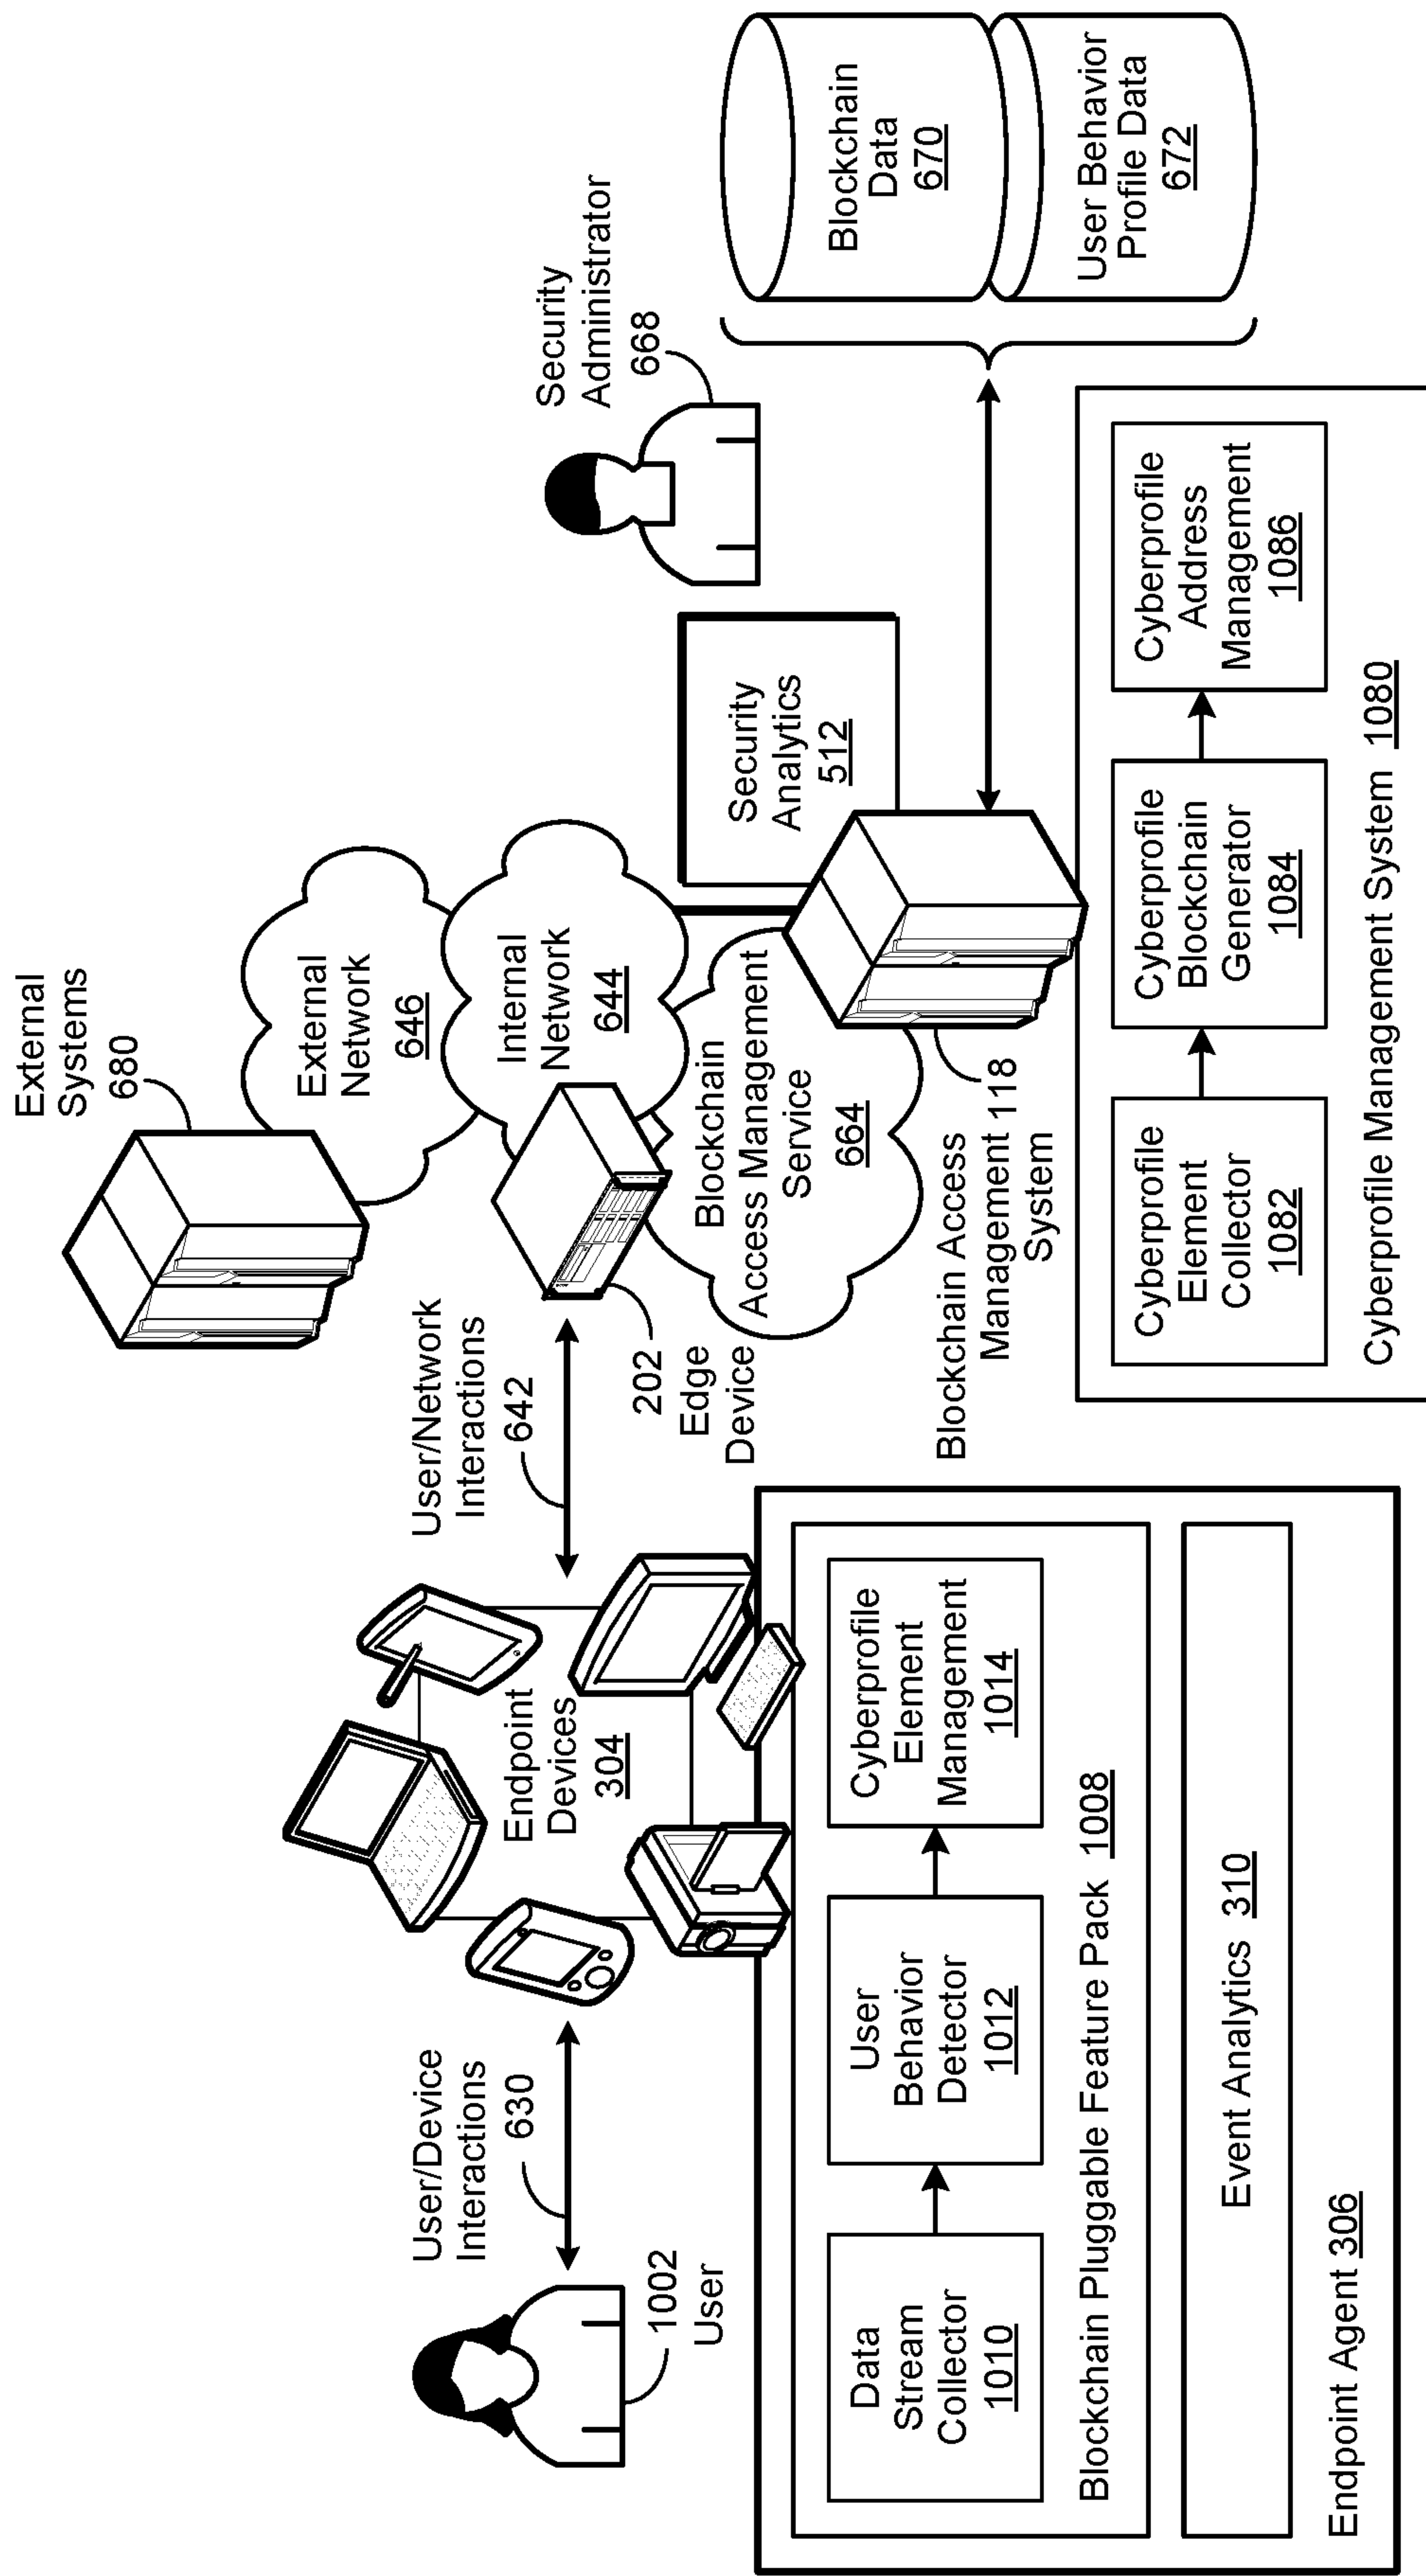 External
Systems
680
External
Network
646
Internal
Network
644
Security
Administrator
668
User/Device
Interactions
630
User/Network
Interactions
642
1002
User
Endpoint
Devices
304
202
Edge
Device
Blockchain
Access Management
Service
664
Security
Analytics
512
Blockchain
Data
670
User Behavior
Profile Data
672
Blockchain Access
Management 118
System
Data
Stream
Collector
1010
User
Behavior
Detector
1012
Cyberprofile
Element
Management
1014
Blockchain Pluggable Feature Pack 1008
Event Analytics 310
Endpoint Agent 306
Cyberprofile
Element
Collector
1082
Cyberprofile
Blockchain
Generator
1084
Cyberprofile
Address
Management
1086
Cyberprofile Management System 1080